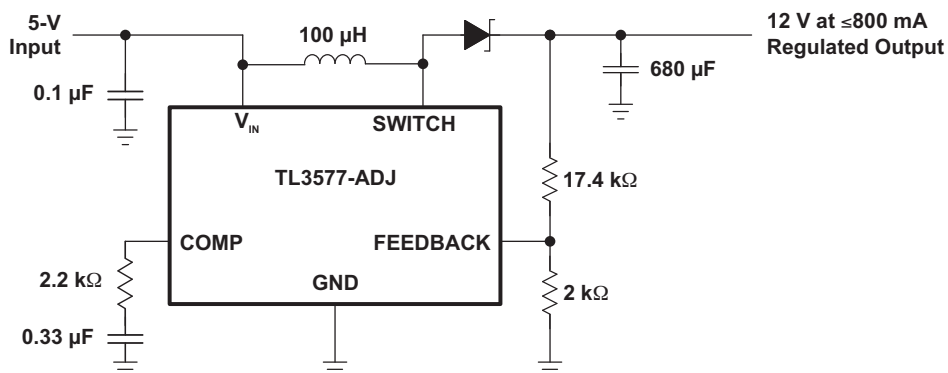 5-V
Input
100 µH
12 V at ≤800 mA
Regulated Output
0.1 µF
680 µF
VIN
SWITCH
TL3577-ADJ
17.4 kΩ
COMP
FEEDBACK
2.2 kΩ
GND
2 kΩ
0.33 µF